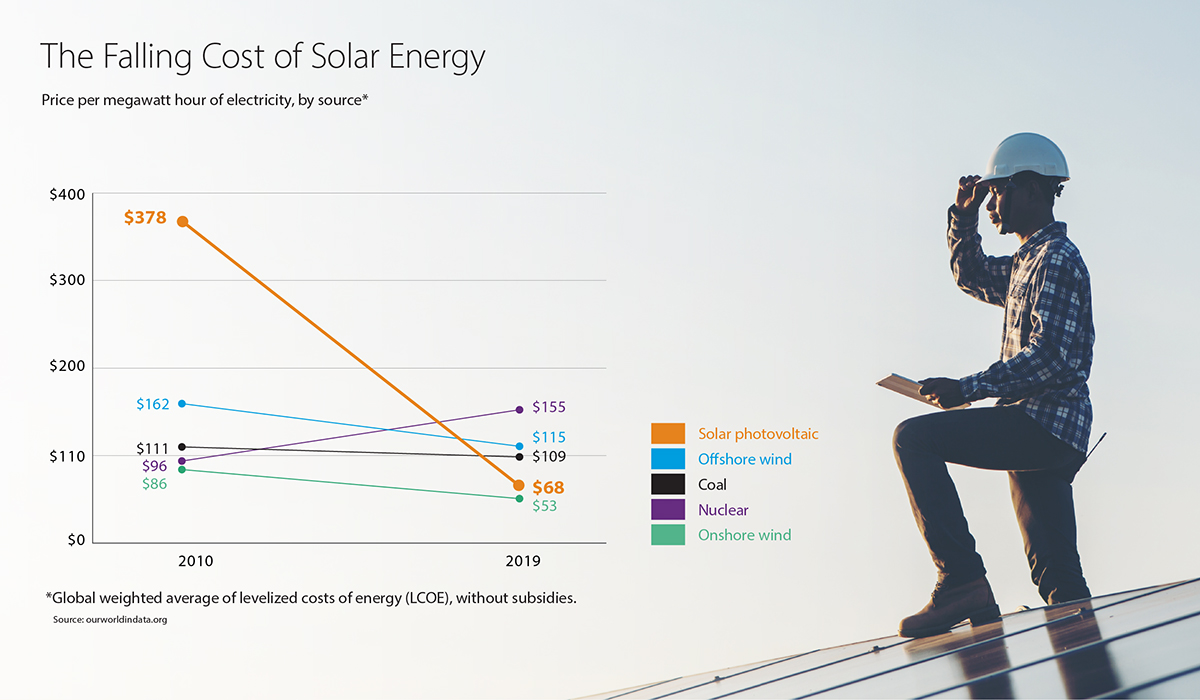 The Falling Cost of Solar Energy
Price per megawatt hour of electricity, by source*
$400
$378
$300
$200
$162
$155
$115
$111
$110
$109
$96
$86
$68
$53
$0
2010
2019
Solar photovoltaic
Offshore wind
Coal
Nuclear
Onshore wind
*Global weighted average of levelized costs of energy (LCOE), without subsidies.
Source: ourworldindata.org